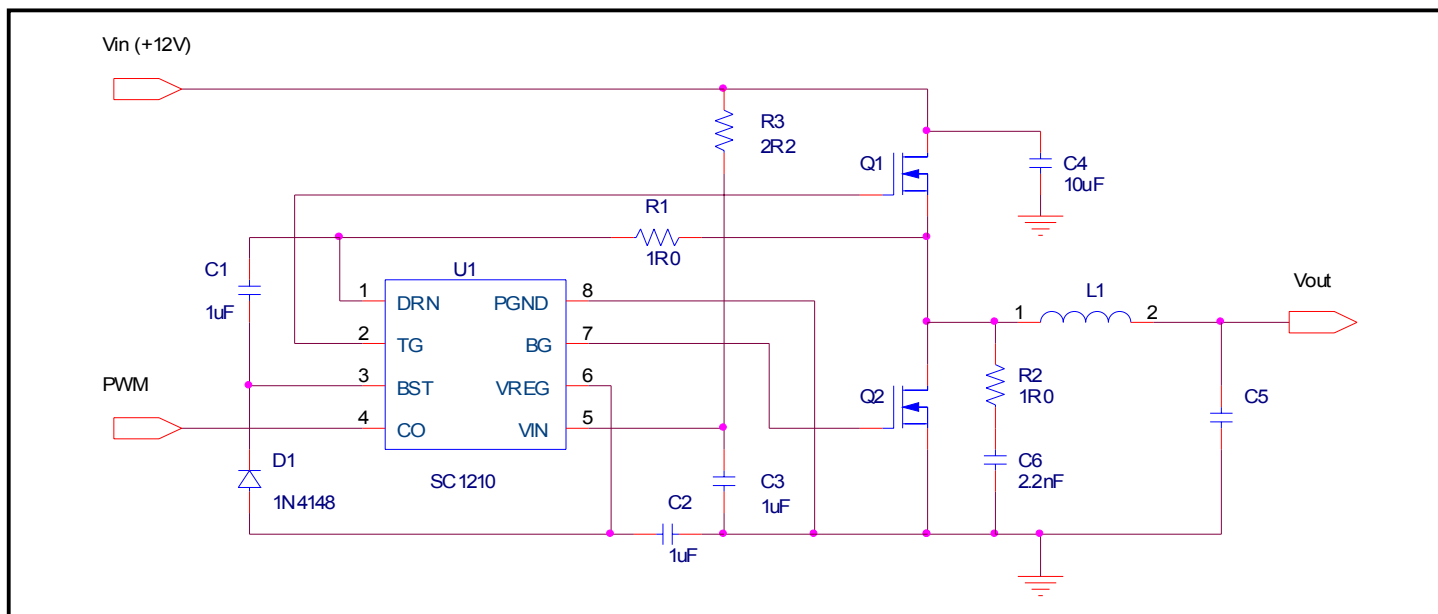 Vin (+12V)
R3
2R2
Q1
C4
10uF
R1
1R0
C1
1uF
U1
1 DRN PGND 8
2 TG BG 7
3 BST VREG 6
4 CO VIN 5
SC1210
PWM
D1
1N4148
C2
1uF
C3
1uF
Q2
R2
1R0
C6
2.2nF
L1
1 2
Vout
C5